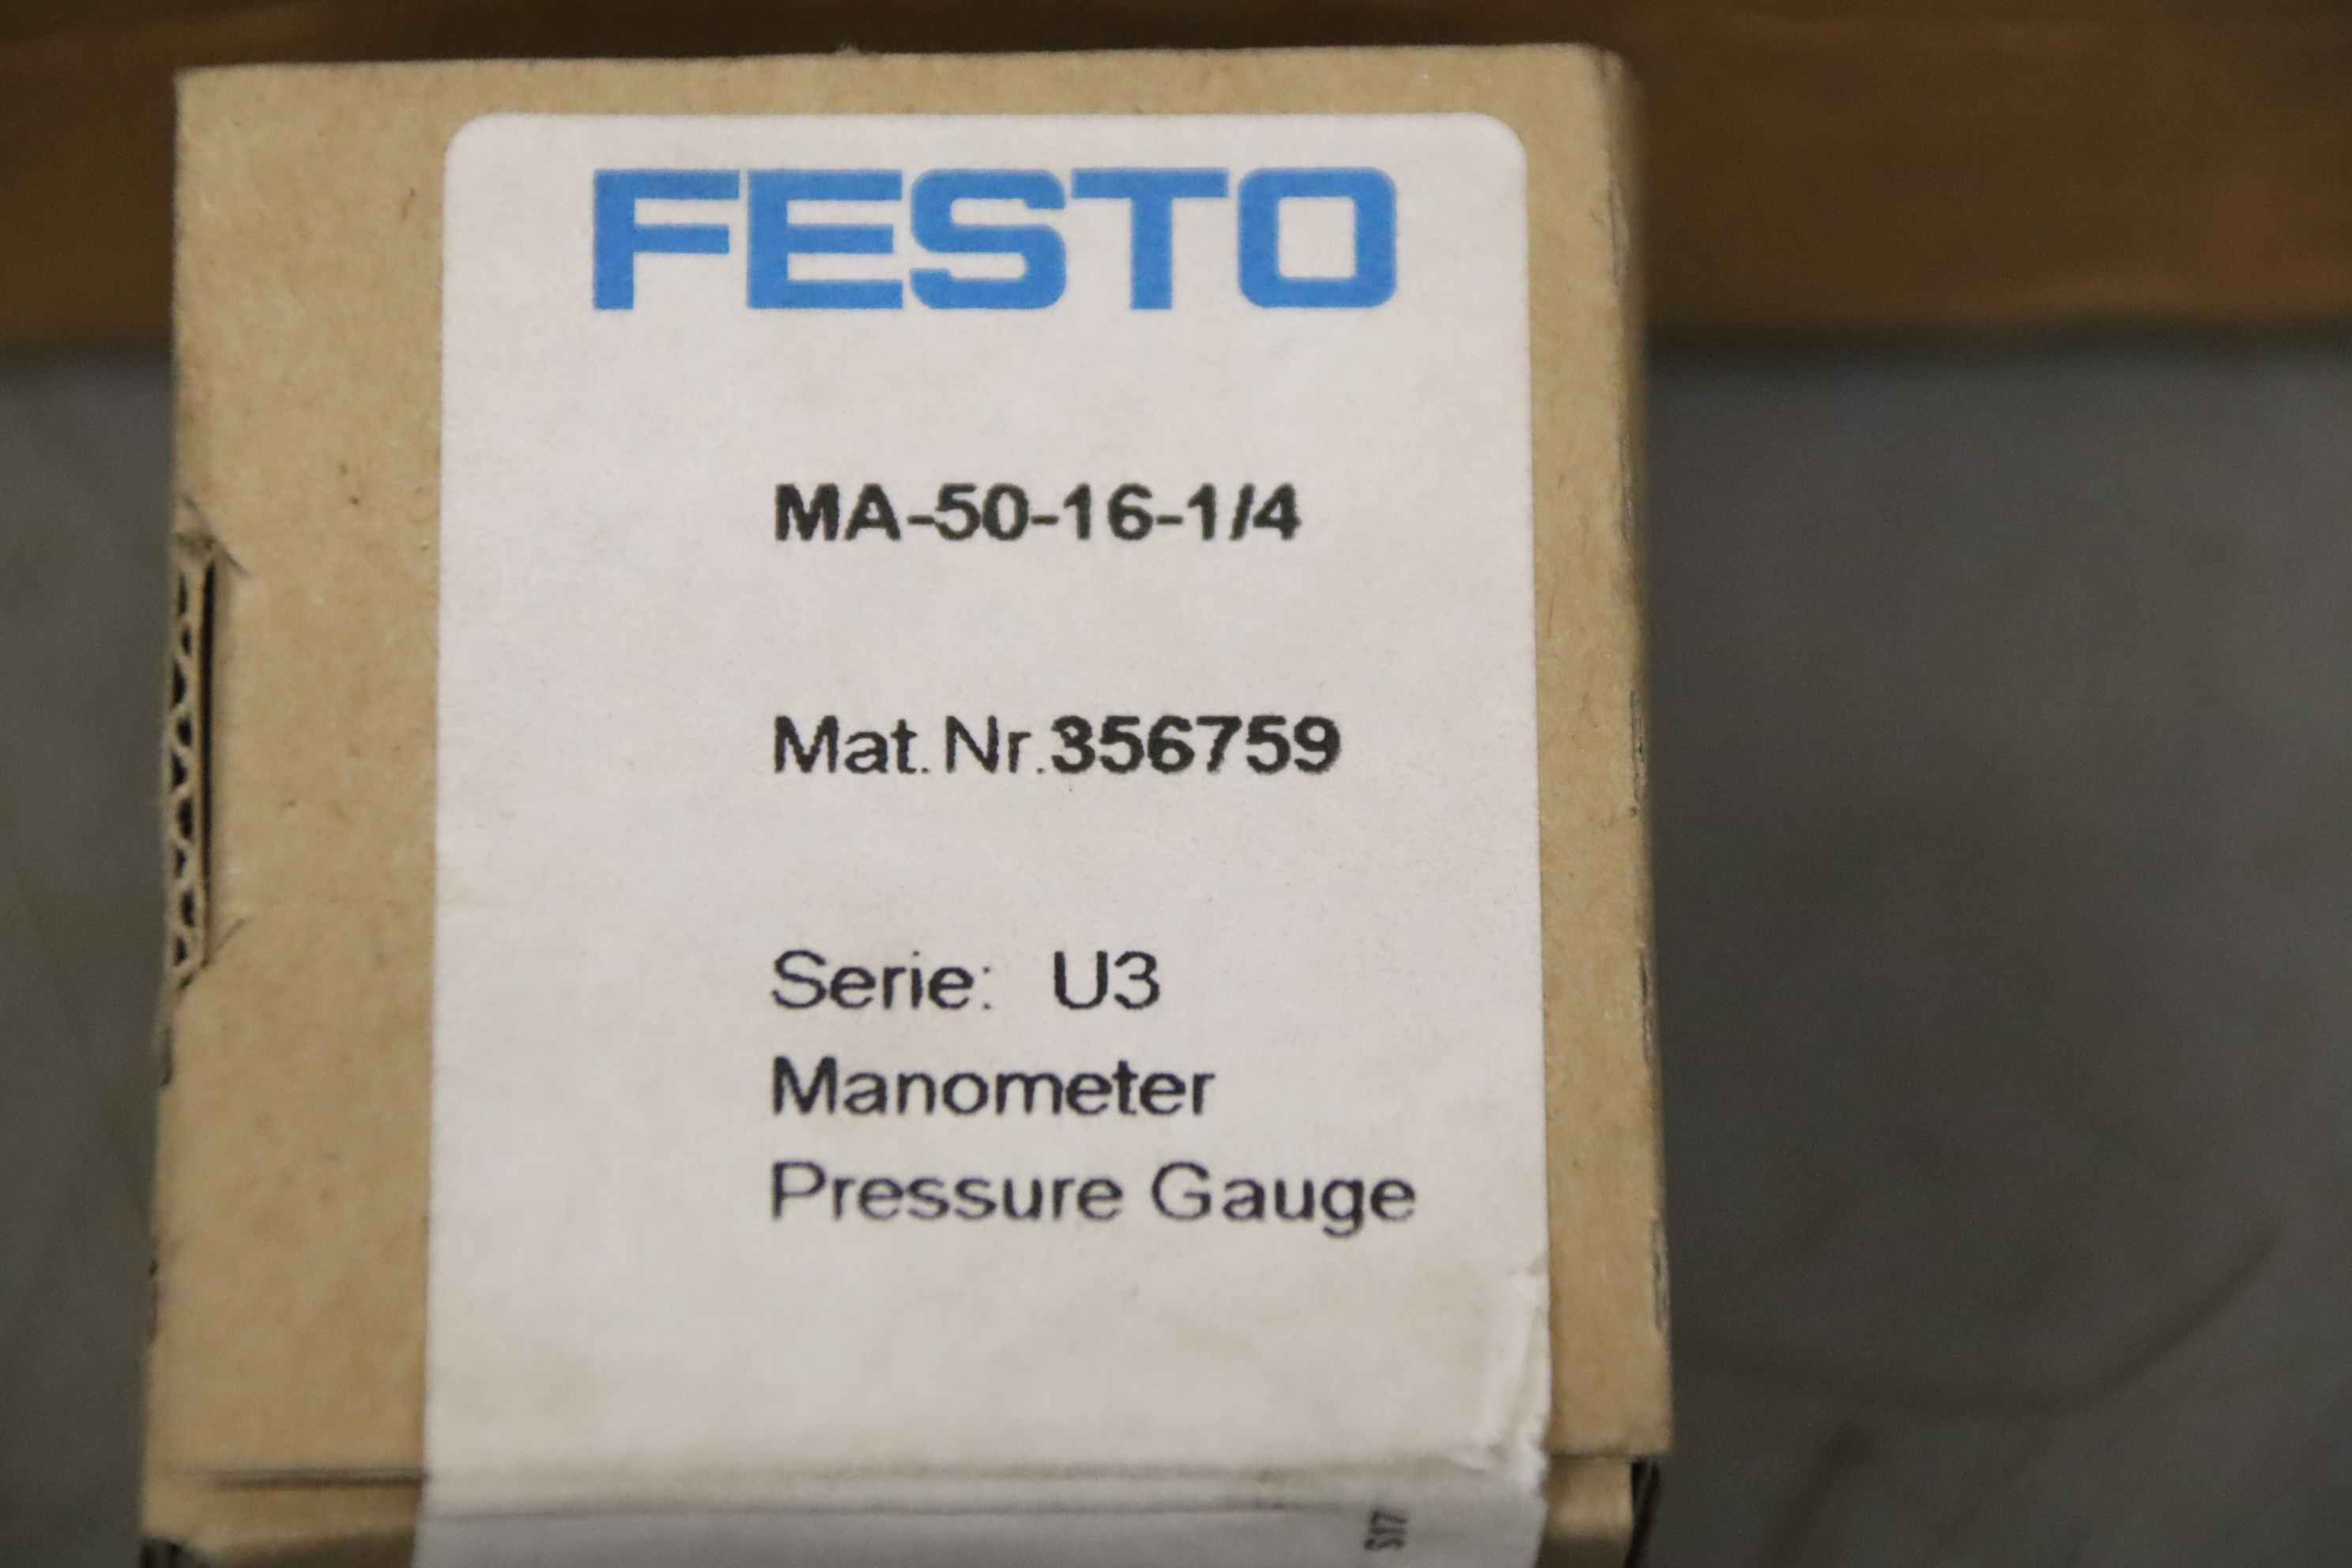 FESTO
MA-50-16-1/4
Mat.Nr.356759
Serie: U3
Manometer
Pressure Gauge